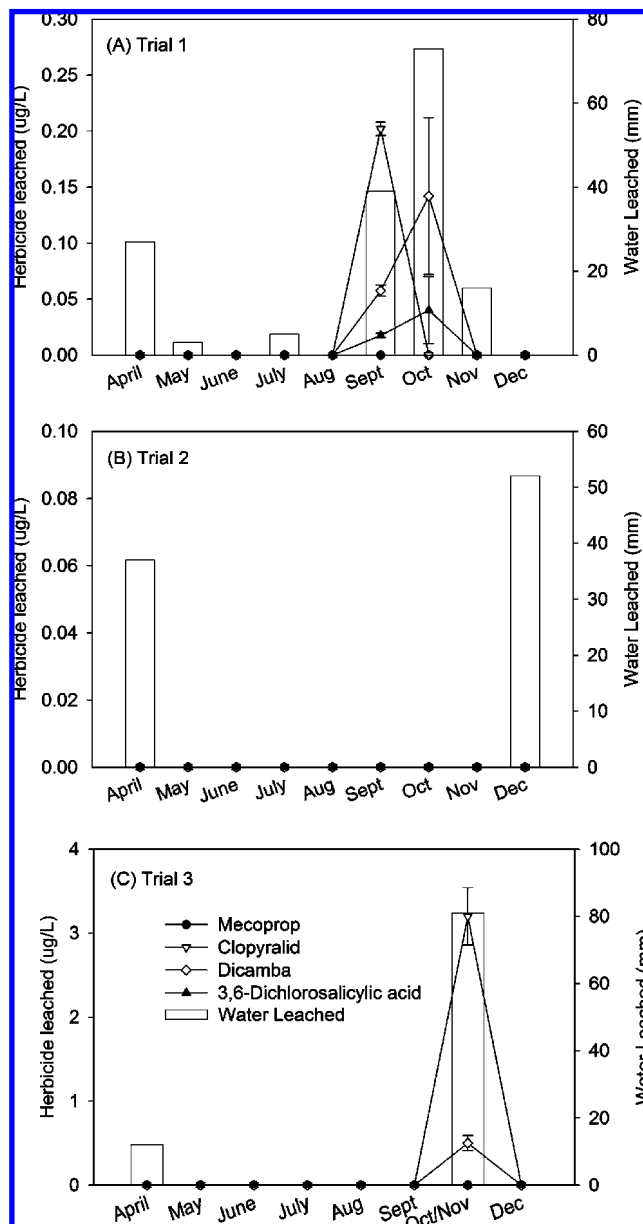 (A) Trial 1
Herbicide leached (ug/L)
0.30
0.25
0.20
0.15
0.10
0.05
0.00
80
60
40
20
0
Water Leached (mm)
April May June July Aug Sept Oct Nov Dec
(B) Trial 2
Herbicide leached (ug/L)
0.10
0.08
0.06
0.04
0.02
0.00
60
50
40
30
20
10
0
Water Leached (mm)
April May June July Aug Sept Oct Nov Dec
(C) Trial 3
Herbicide leached (ug/L)
4
3
2
1
0
Mecoprop
Clopyralid
Dicamba
3,6-Dichlorosalicylic acid
Water Leached
100
80
60
40
20
0
Water Leached (mm)
April May June July Aug Sept Oct/Nov Dec